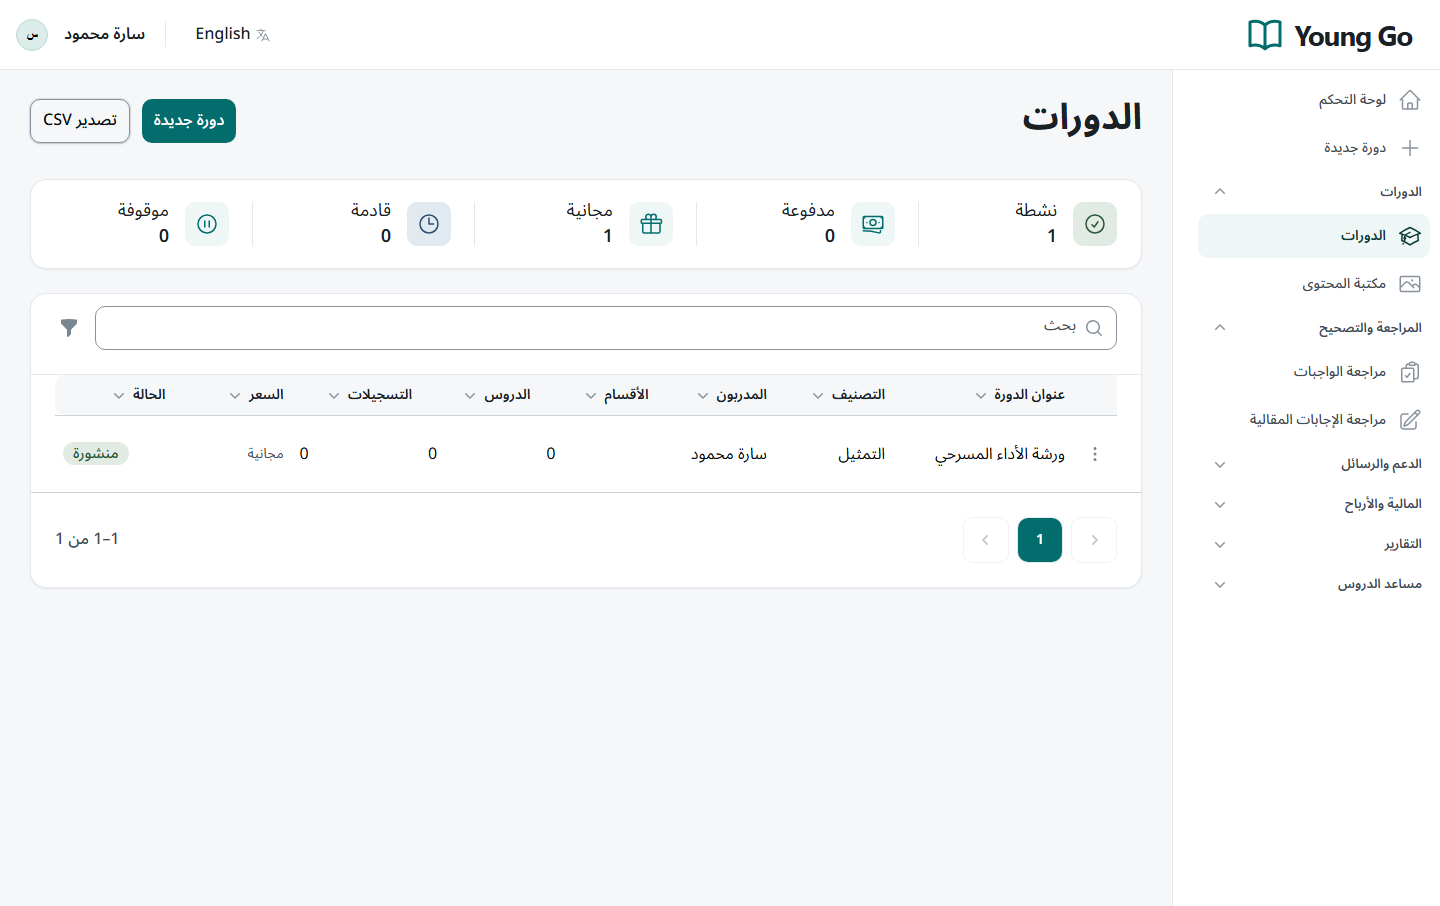 Young Go
English
سارة محمود
س
لوحة التحكم
دورة جديدة
الدورات
الدورات
مكتبة المحتوى
المراجعة والتصحيح
مراجعة الواجبات
مراجعة الإجابات المقالية
الدعم والرسائل
المالية والأرباح
التقارير
مساعد الدروس
الدورات
دورة جديدة
تصدير CSV
نشطة
1
مدفوعة
0
مجانية
1
قادمة
0
موقوفة
0
بحث
عنوان الدورة التصنيف المدربون الأقسام الدروس التسجيلات السعر الحالة
ورشة الأداء المسرحي التمثيل سارة محمود 0 0 0 مجانية منشورة
1
1–1 من 1